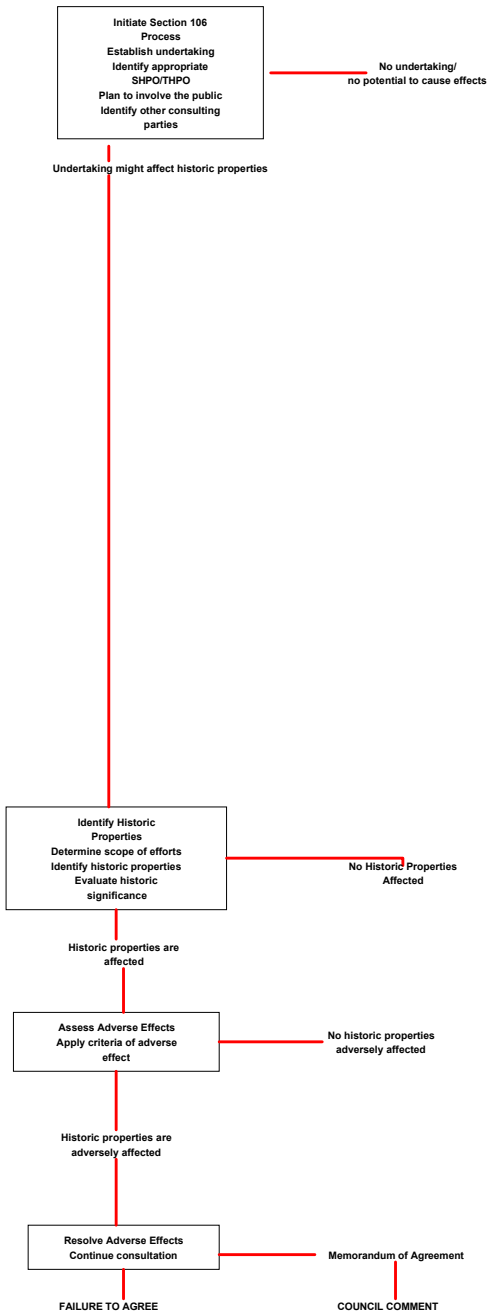 Initiate Section 106
Process
Establish undertaking
Identify appropriate
SHPO/THPO
Plan to involve the public
Identify other consulting
parties
No undertaking/
no potential to cause effects
Undertaking might affect historic properties
Identify Historic
Properties
Determine scope of efforts
Identify historic properties
Evaluate historic
significance
No Historic Properties
Affected
Historic properties are
affected
Assess Adverse Effects
Apply criteria of adverse
effect
No historic properties
adversely affected
Historic properties are
adversely affected
Resolve Adverse Effects
Continue consultation
Memorandum of Agreement
FAILURE TO AGREE
COUNCIL COMMENT